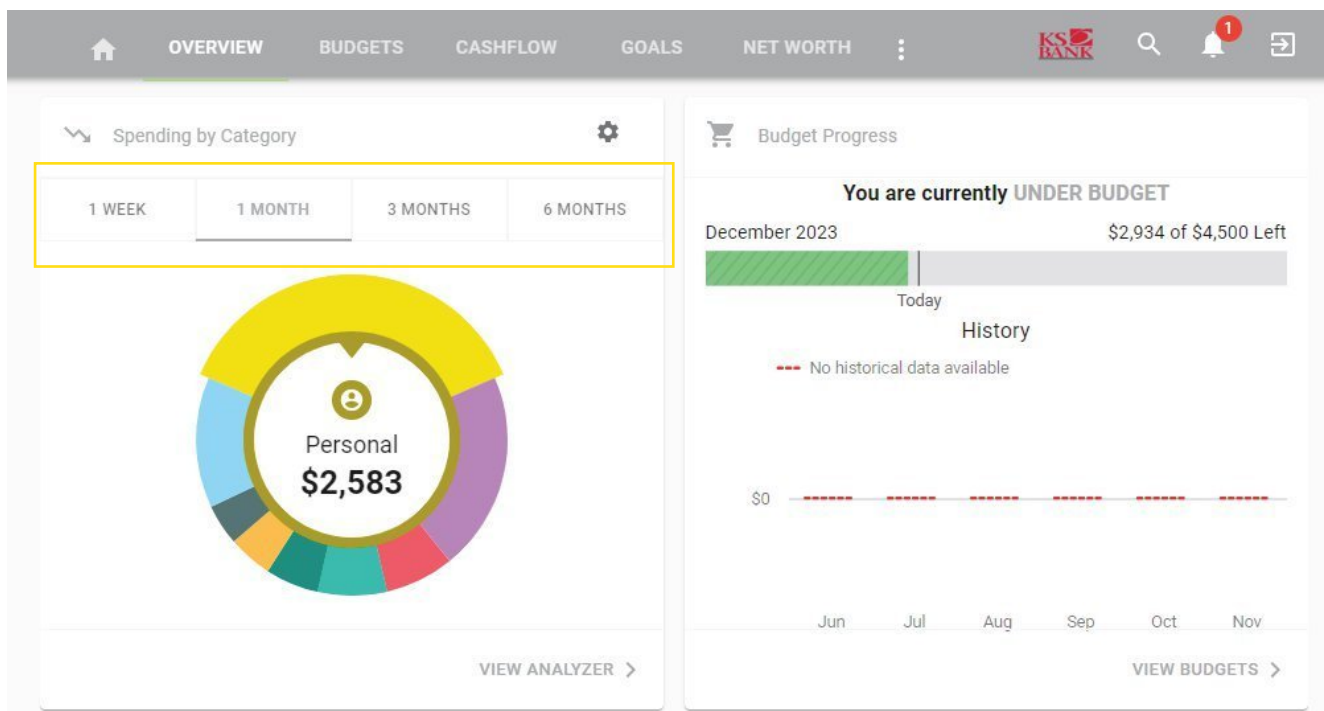 OVERVIEW BUDGETS CASHFLOW GOALS NET WORTH KS BANK 1
Spending by Category
1 WEEK 1 MONTH 3 MONTHS 6 MONTHS
Personal
$2,583
VIEW ANALYZER
Budget Progress
You are currently UNDER BUDGET
December 2023 $2,934 of $4,500 Left
Today
History
No historical data available
$0
Jun Jul Aug Sep Oct Nov
VIEW BUDGETS